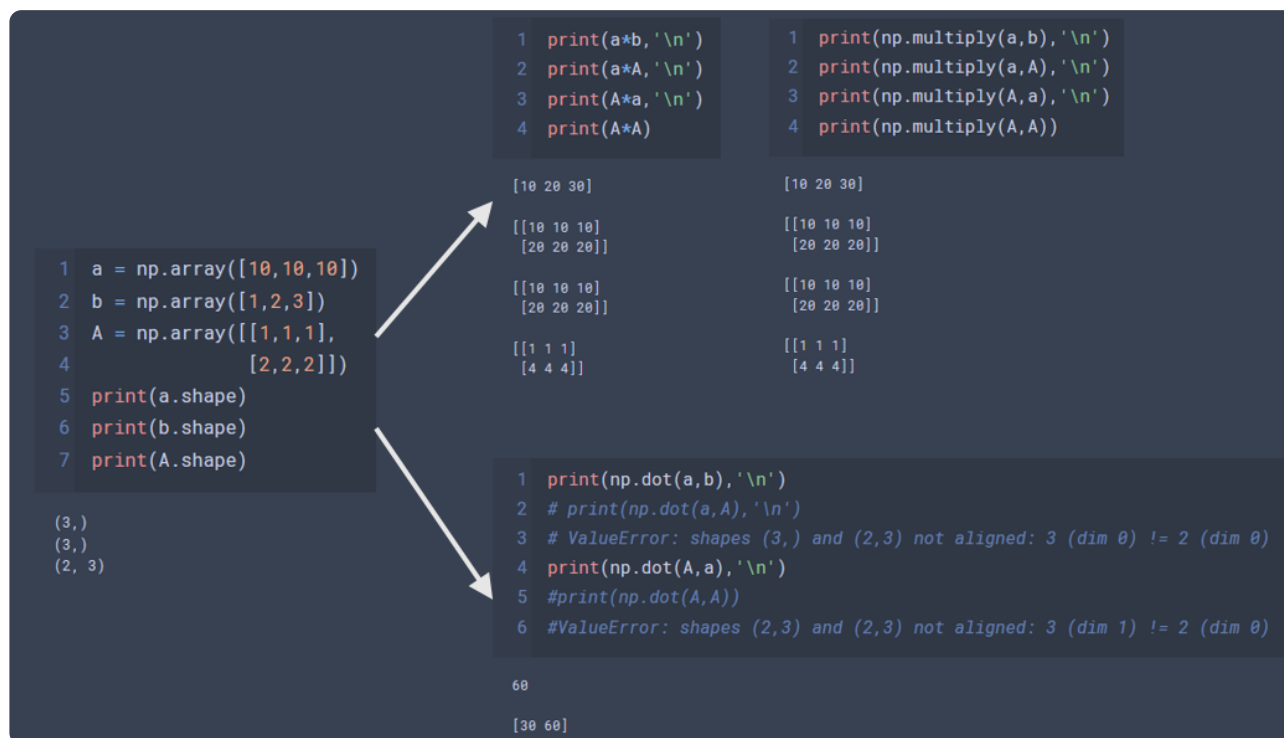 1 a = np.array([10,10,10])
2 b = np.array([1,2,3])
3 A = np.array([[1,1,1],
4               [2,2,2]])
5 print(a.shape)
6 print(b.shape)
7 print(A.shape)
(3,)
(3,)
(2, 3)
1 print(a*b,'\n')
2 print(a*A,'\n')
3 print(A*a,'\n')
4 print(A*A)
[10 20 30]
[[10 10 10]
 [20 20 20]]
[[10 10 10]
 [20 20 20]]
[[1 1 1]
 [4 4 4]]
1 print(np.multiply(a,b),'\n')
2 print(np.multiply(a,A),'\n')
3 print(np.multiply(A,a),'\n')
4 print(np.multiply(A,A))
[10 20 30]
[[10 10 10]
 [20 20 20]]
[[10 10 10]
 [20 20 20]]
[[1 1 1]
 [4 4 4]]
1 print(np.dot(a,b),'\n')
2 # print(np.dot(a,A),'\n')
3 # ValueError: shapes (3,) and (2,3) not aligned: 3 (dim 0) != 2 (dim 0)
4 print(np.dot(A,a),'\n')
5 #print(np.dot(A,A))
6 #ValueError: shapes (2,3) and (2,3) not aligned: 3 (dim 1) != 2 (dim 0)
60
[30 60]